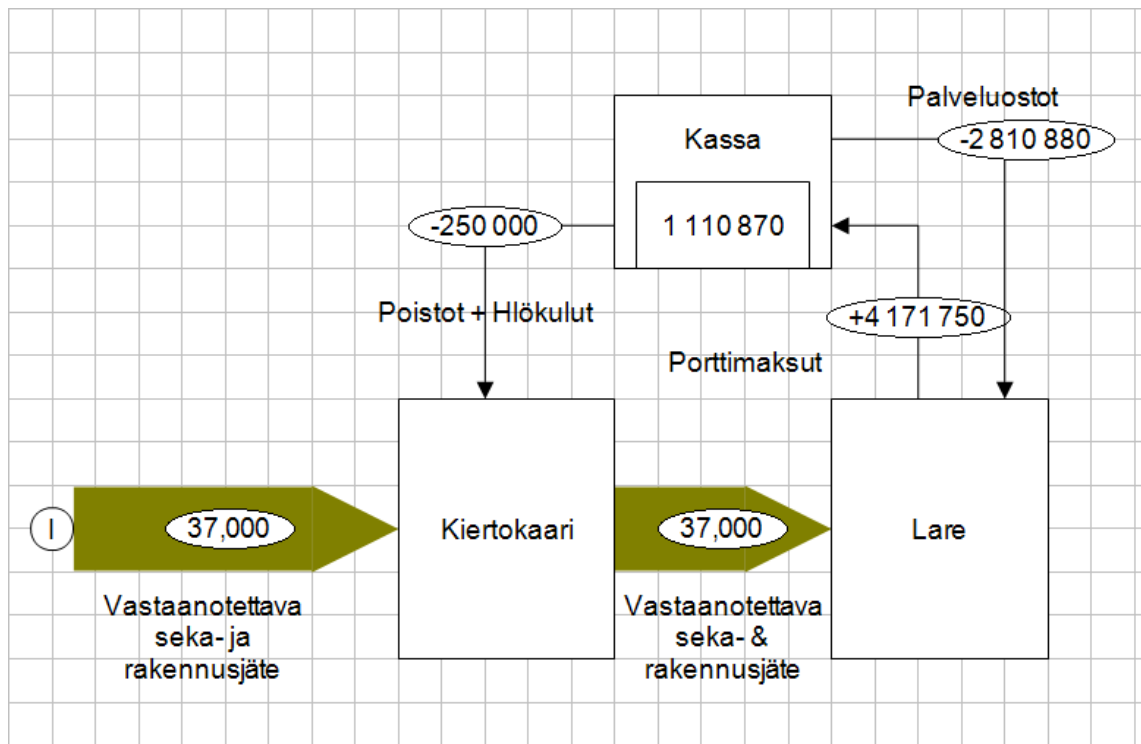 Palveluostot
Kassa
-2 810 880
-250 000
1 110 870
Poistot + Hlökulut
+4 171 750
Porttimaksut
I
37,000
Kiertokaari
37,000
Lare
Vastaanotettava
seka- ja
rakennusjäte
Vastaanotettava
seka- &
rakennusjäte